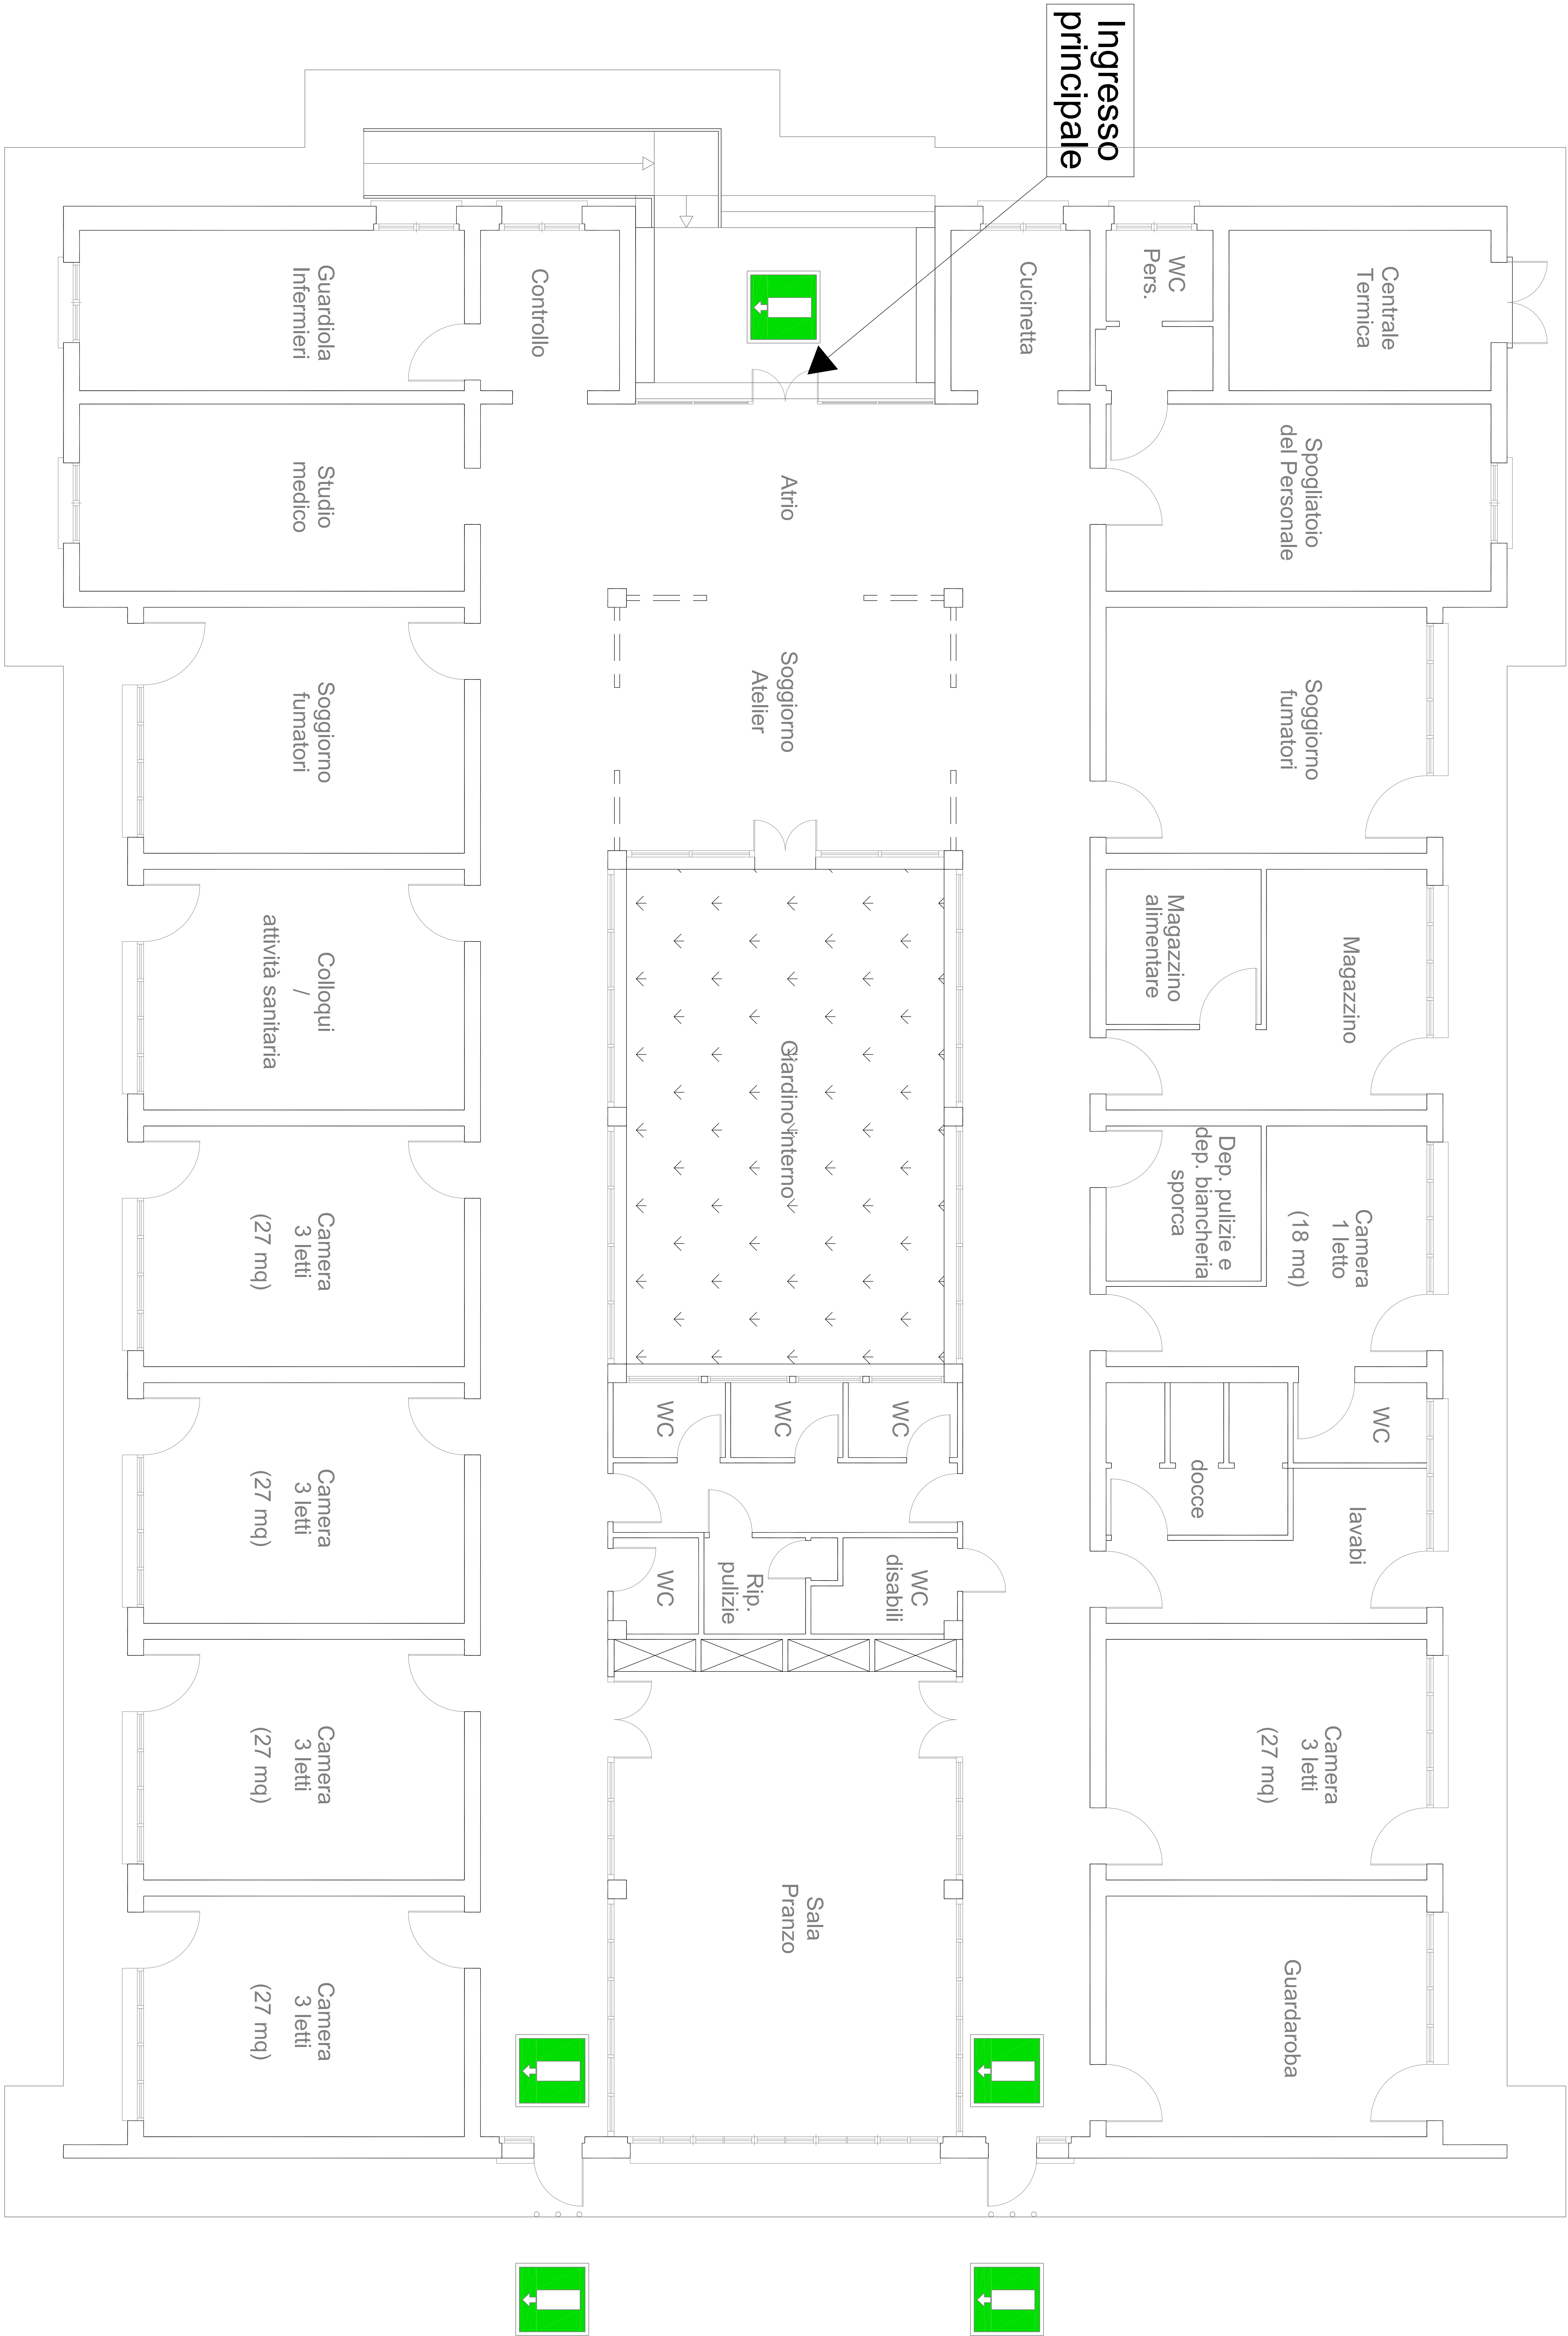 Ingresso
principale
Centrale
Termica
WC
Pers.
Cucinetta
Controllo
Guardiola
Infermieri
Spogliatoio
del Personale
Atrio
Studio
medico
Soggiorno
fumatori
Soggiorno
Atelier
Soggiorno
fumatori
Magazzino
Magazzino
alimentare
Giardino interno
Colloqui
/
attività sanitaria
Camera
1 letto
(18 mq)
Dep. pulizie e
dep. biancheria
sporca
Camera
3 letti
(27 mq)
WC
lavabi
docce
WC
WC
WC
WC
disabili
Rip.
pulizie
WC
Camera
3 letti
(27 mq)
Camera
3 letti
(27 mq)
Camera
3 letti
(27 mq)
Guardaroba
Sala
Pranzo
Camera
3 letti
(27 mq)